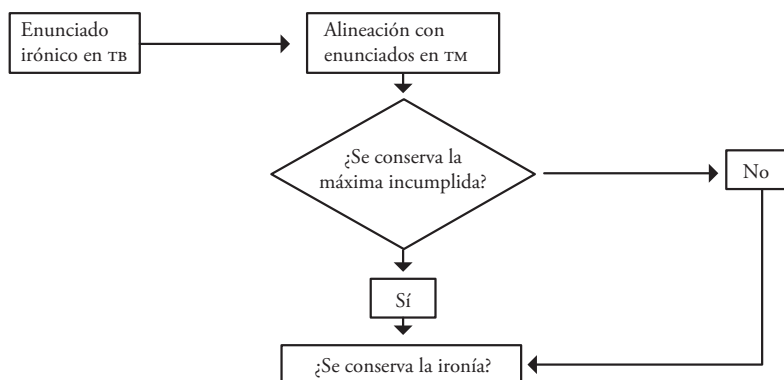 Enunciado
irónico en TB
Alineación con
enunciados en TM
¿Se conserva la
máxima incumplida?
No
Sí
¿Se conserva la ironía?